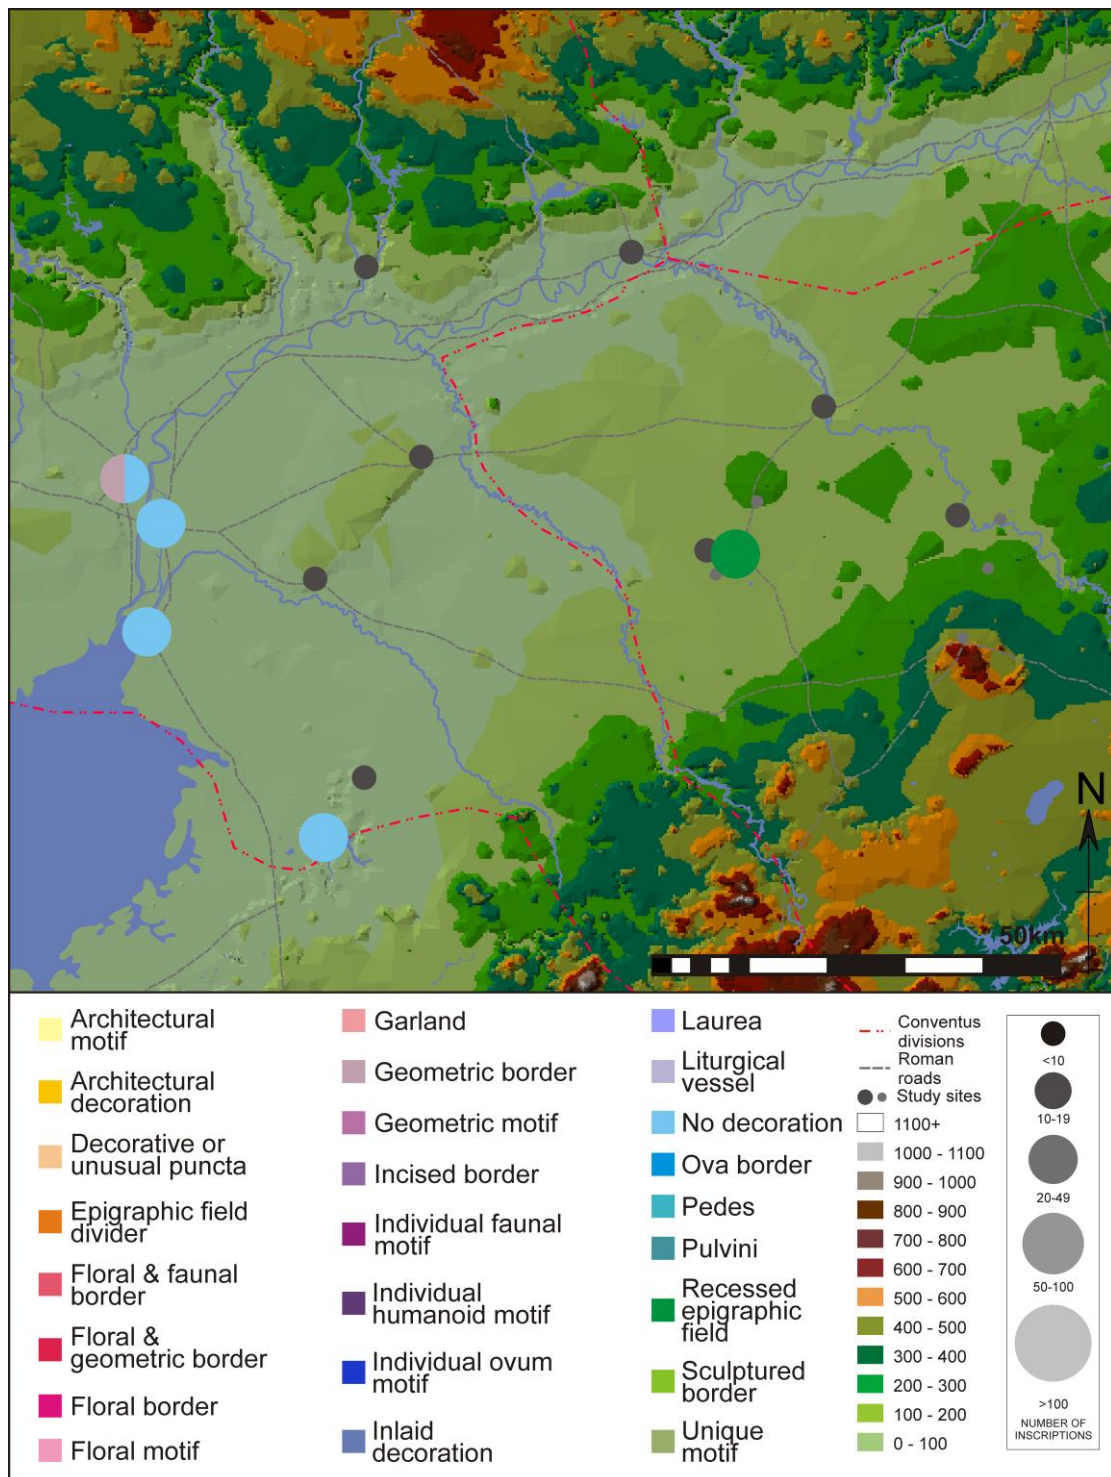 N
50km
Architectural
motif
Architectural
decoration
Decorative or
unusual puncta
Epigraphic field
divider
Floral & faunal
border
Floral &
geometric border
Floral border
Floral motif
Garland
Geometric border
Geometric motif
Incised border
Individual faunal
motif
Individual
humanoid motif
Individual ovum
motif
Inlaid
decoration
Laurea
Liturgical
vessel
No decoration
Ova border
Pedes
Pulvini
Recessed
epigraphic
field
Sculptured
border
Unique
motif
Conventus
divisions
Roman
roads
Study sites
1100+
1000 - 1100
900 - 1000
800 - 900
700 - 800
600 - 700
500 - 600
400 - 500
300 - 400
200 - 300
100 - 200
0 - 100
<10
10-19
20-49
50-100
>100
NUMBER OF
INSCRIPTIONS